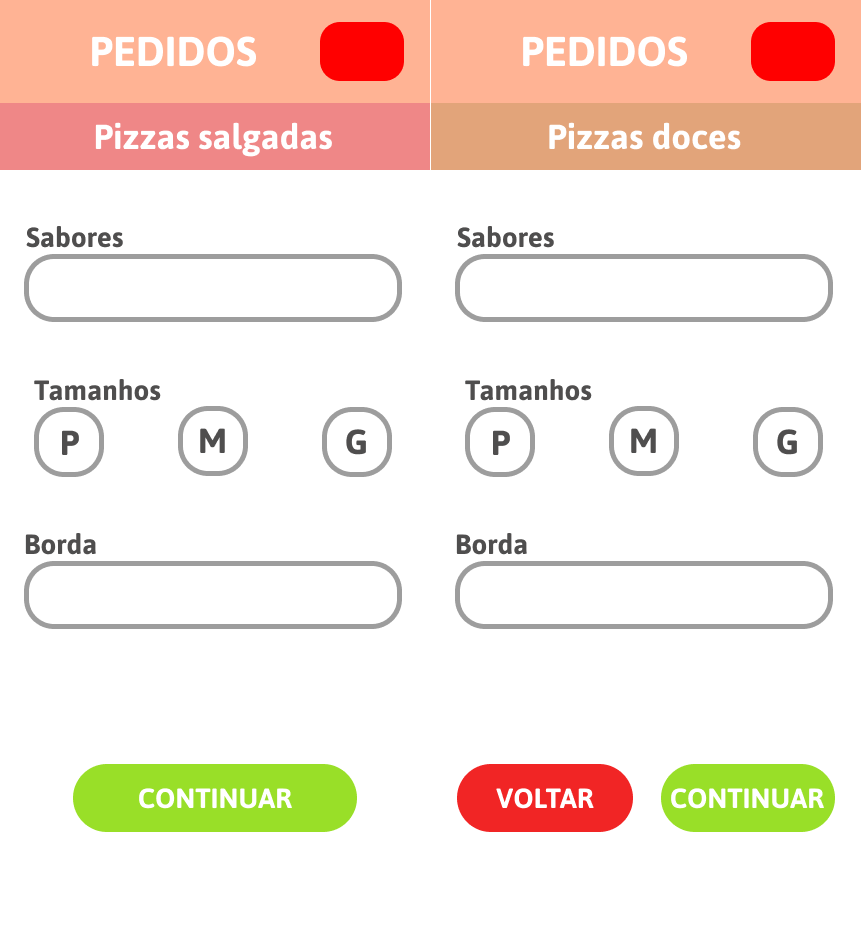 PEDIDOS
Pizzas salgadas
Sabores
Tamanhos
P M G
Borda
CONTINUAR
PEDIDOS
Pizzas doces
Sabores
Tamanhos
P M G
Borda
VOLTAR CONTINUAR